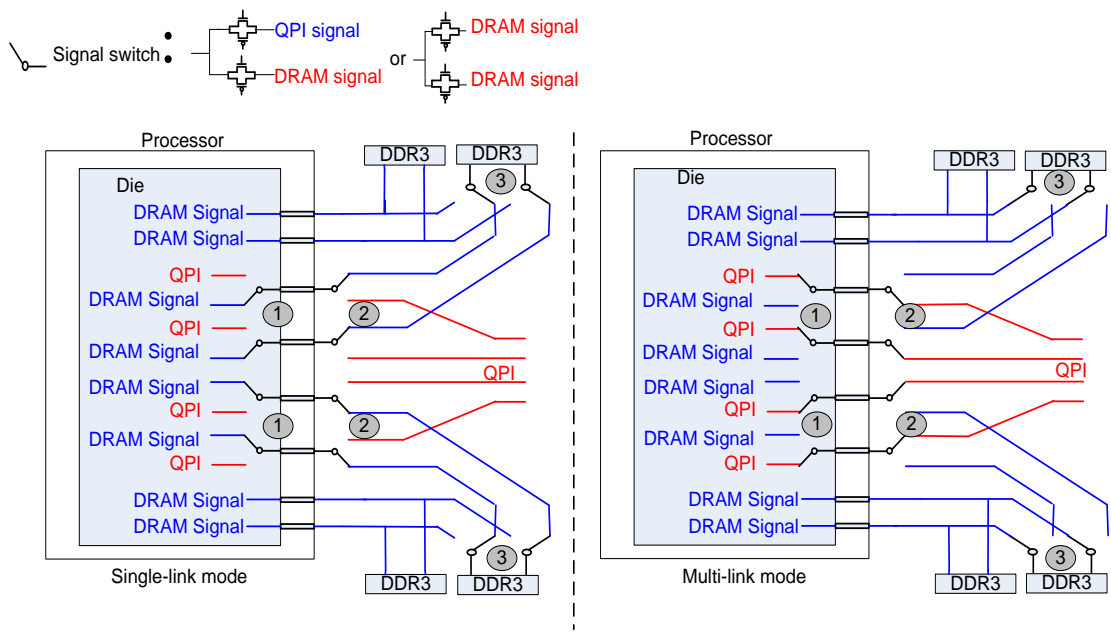 QPI signal
Signal switch :
DRAM signal
or
DRAM signal
DRAM signal
Processor
DDR3
DDR3
3
Die
DRAM Signal
DRAM Signal
QPI
DRAM Signal
1
2
QPI
DRAM Signal
QPI
DRAM Signal
QPI
1
2
DRAM Signal
QPI
DRAM Signal
DRAM Signal
3
DDR3
DDR3
Single-link mode
Processor
DDR3
DDR3
3
Die
DRAM Signal
DRAM Signal
QPI
DRAM Signal
1
2
QPI
DRAM Signal
QPI
DRAM Signal
QPI
1
2
DRAM Signal
QPI
DRAM Signal
DRAM Signal
3
DDR3
DDR3
Multi-link mode